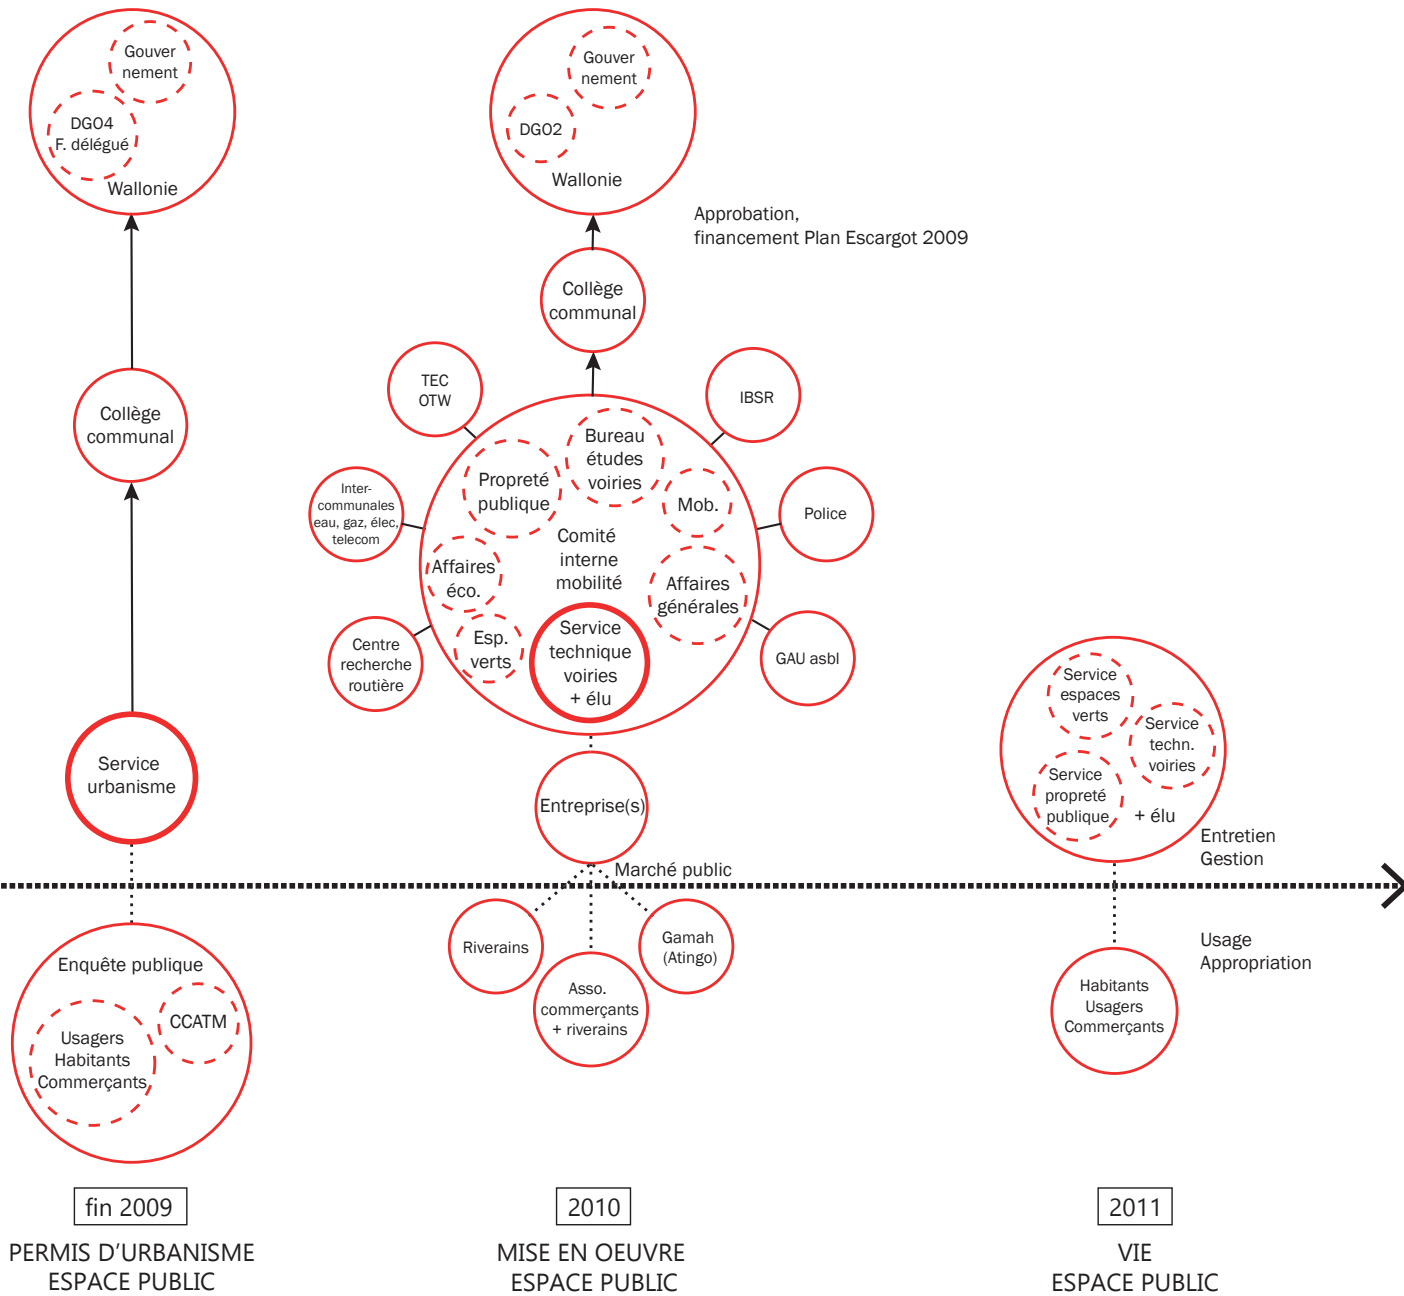 Gouver
nement
DGO4
F. délégué
Wallonie
Collège
communal
Service
urbanisme
Enquête publique
CCATM
Usagers
Habitants
Commerçants
fin 2009
PERMIS D'URBANISME
ESPACE PUBLIC
Gouver
nement
DGO2
Wallonie
Approbation,
financement Plan Escargot 2009
Collège
communal
TEC
OTW
IBSR
Inter-
communales
eau, gaz, élec,
telecom
Police
Centre
recherche
routière
GAU asbl
Bureau
études
voiries
Propreté
publique
Mob.
Comité
interne
mobilité
Affaires
éco.
Affaires
générales
Esp.
verts
Service
technique
voiries
+ élu
Entreprise(s)
Marché public
Riverains
Asso.
commerçants
+ riverains
Gamah
(Atingo)
2010
MISE EN OEUVRE
ESPACE PUBLIC
Service
espaces
verts
Service
techn.
voiries
Service
propreté
publique
+ élu
Entretien
Gestion
Usage
Appropriation
Habitants
Usagers
Commerçants
2011
VIE
ESPACE PUBLIC